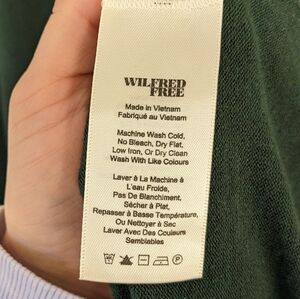 WILFRED
FREE
Made in Vietnam
Fabriqué au Vietnam
Machine Wash Cold,
No Bleach, Dry Flat,
Low Iron, Or Dry Clean
Wash With Like Colours
Laver À La Machine à
L'eau Froide,
Pas De Blanchiment,
Sécher à Plat,
Repasser à Basse Température,
Ou Nettoyer à Sec
Laver Avec Des Couleurs
Semblables